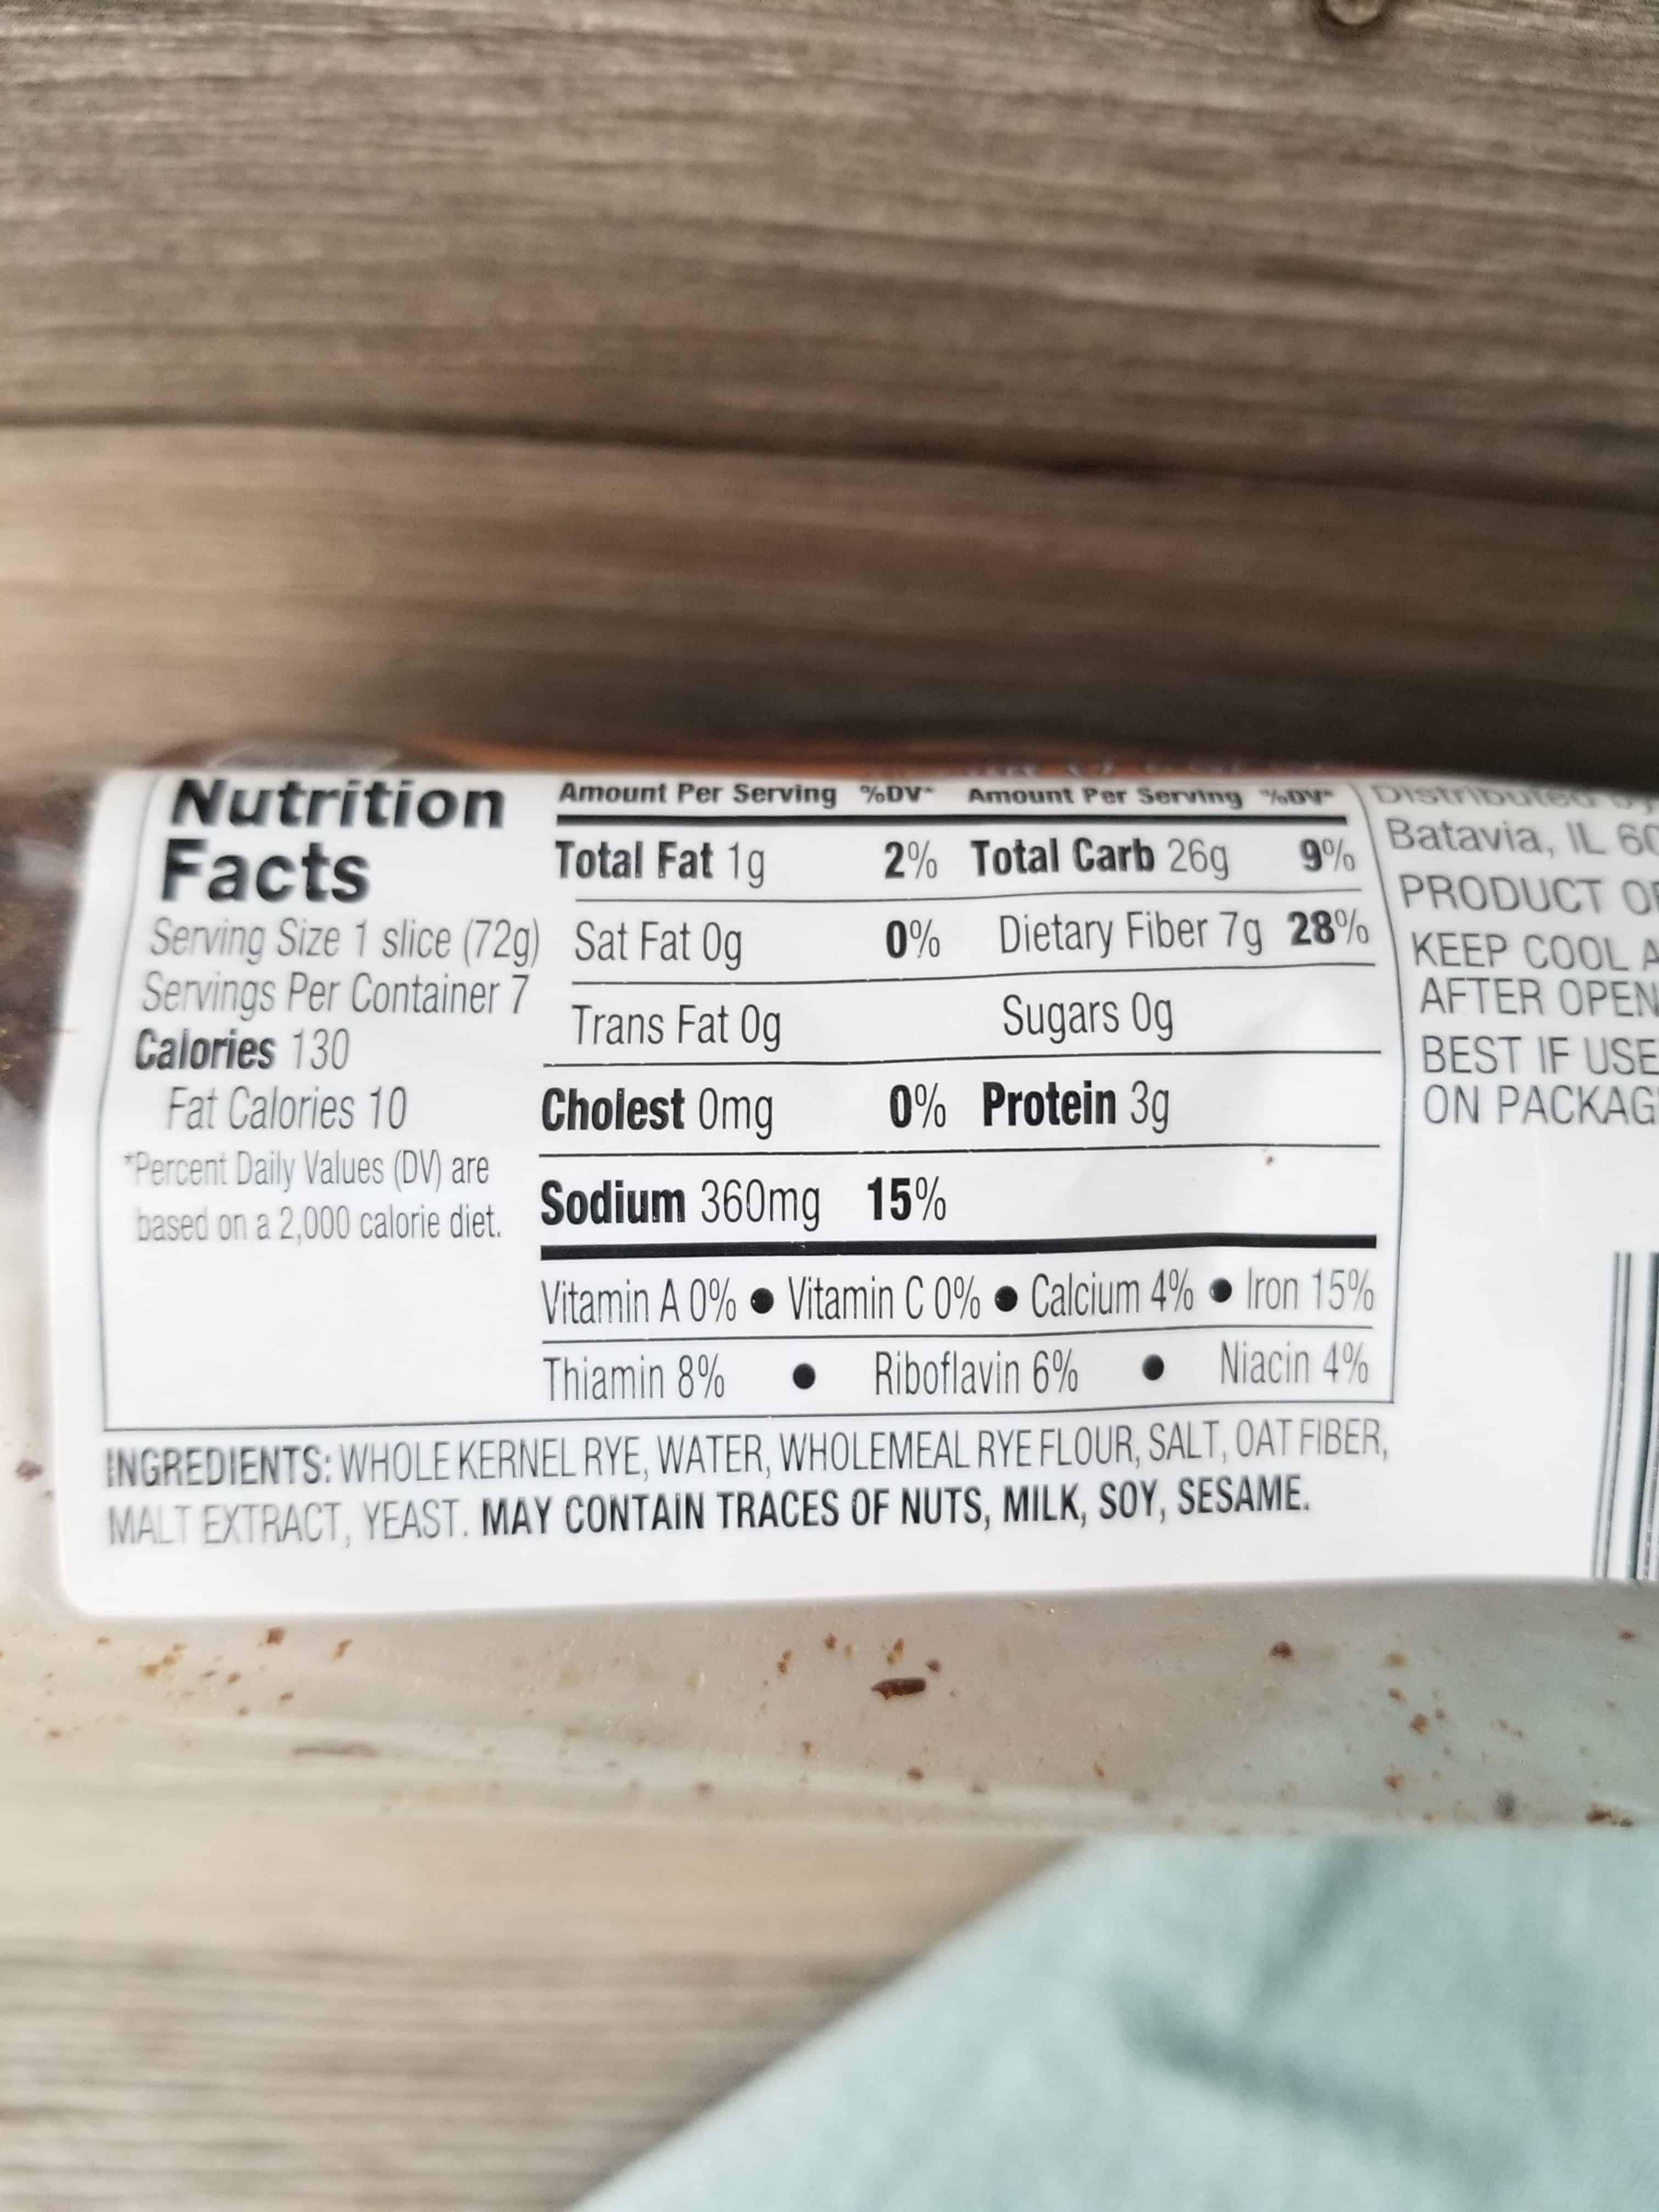 Nutrition
Facts
Serving Size 1 slice (72g)
Servings Per Container 7
Calories 130
Fat Calories 10
*Percent Daily Values (DV) are
based on a 2,000 calorie diet.
Amount Per Serving %DV* Amount Per Serving %DV*
Total Fat 1g 2% Total Carb 26g 9%
Sat Fat 0g 0% Dietary Fiber 7g 28%
Trans Fat 0g Sugars 0g
Cholest 0mg 0% Protein 3g
Sodium 360mg 15%
Vitamin A 0% ● Vitamin C 0% ● Calcium 4% ● Iron 15%
Thiamin 8% ● Riboflavin 6% ● Niacin 4%
INGREDIENTS: WHOLE KERNEL RYE, WATER, WHOLEMEAL RYE FLOUR, SALT, OAT FIBER,
MALT EXTRACT, YEAST. MAY CONTAIN TRACES OF NUTS, MILK, SOY, SESAME.
Distributed
Batavia, IL 60
PRODUCT
KEEP COOL A
AFTER OPEN
BEST IF USE
ON PACKAG